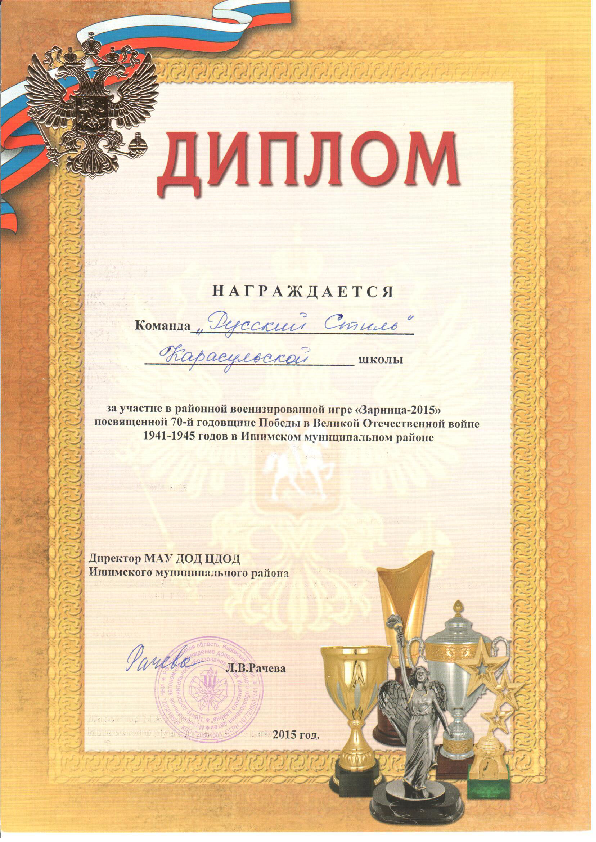 ДИПЛОМ
НАГРАЖДАЕТСЯ
Команда „Русский Стиль"
Карасульской школы
за участие в районной военизированной игре «Зарница-2015»
посвященной 70-й годовщине Победы в Великой Отечественной войне
1941-1945 годов в Ишимском муниципальном районе
Директор МАУ ДОД ЦДОД
Ишимского муниципального района
Рачева Л.В.Рачева
2015 год.